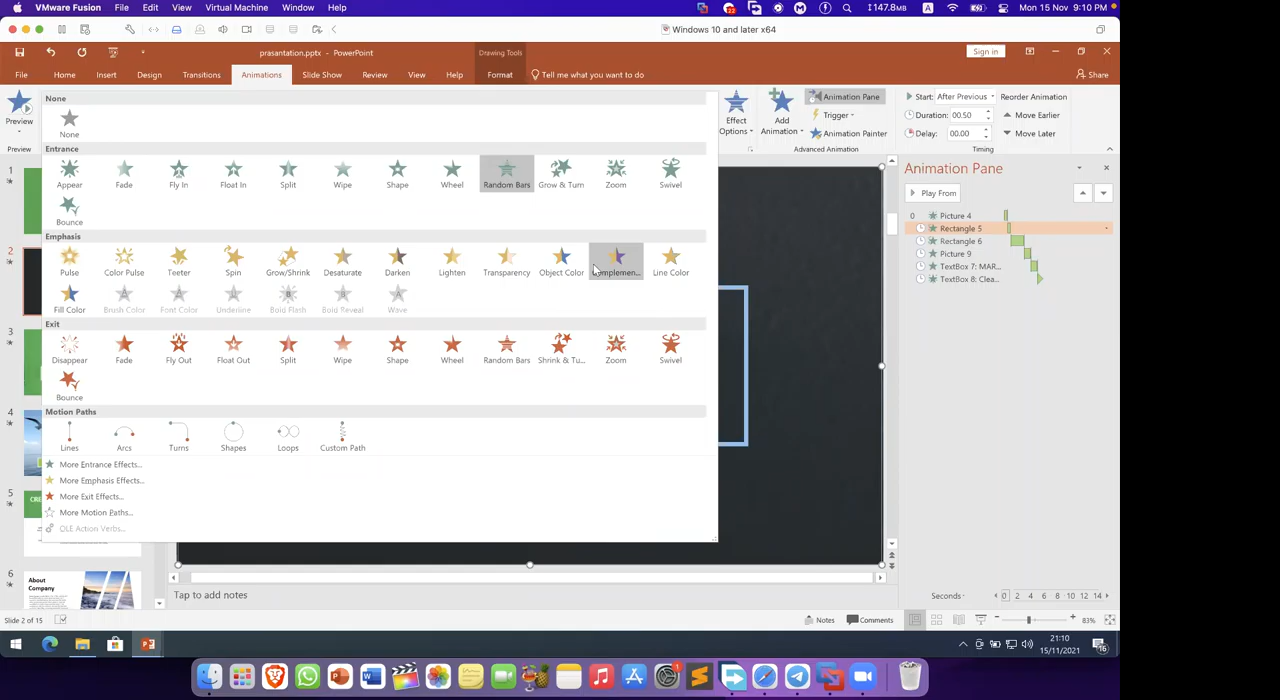 VMware Fusion File Edit View Virtual Machine Window Help
22 147.8MB A Mon 15 Nov 9:10 PM
Windows 10 and later x64
prasantation.pptx - PowerPoint Drawing Tools Sign in
File Home Insert Design Transitions Animations Slide Show Review View Help Format Tell me what you want to do Share
Preview
Preview
None
None
Entrance
Appear Fade Fly In Float In Split Wipe Shape Wheel Random Bars Grow & Turn Zoom Swivel
Bounce
Emphasis
Pulse Color Pulse Teeter Spin Grow/Shrink Desaturate Darken Lighten Transparency Object Color Complemen... Line Color
Fill Color Brush Color Font Color Underline Bold Flash Bold Reveal Wave
Exit
Disappear Fade Fly Out Float Out Split Wipe Shape Wheel Random Bars Shrink & Tu... Zoom Swivel
Bounce
Motion Paths
Lines Arcs Turns Shapes Loops Custom Path
More Entrance Effects...
More Emphasis Effects...
More Exit Effects...
More Motion Paths...
OLE Action Verbs...
Effect
Options
Add
Animation
Animation Pane
Trigger
Animation Painter
Advanced Animation
Start: After Previous
Duration: 00.50
Delay: 00.00
Reorder Animation
Move Earlier
Move Later
Timing
Animation Pane
Play From
0 Picture 4
Rectangle 5
Rectangle 6
Picture 9
TextBox 7: MAR...
TextBox 8: Clea...
Seconds 0 2 4 6 8 10 12 14
1
2
3
4
5
6
About
Company
Tap to add notes
Slide 2 of 15 Notes Comments 83%
21:10
15/11/2021
16
1